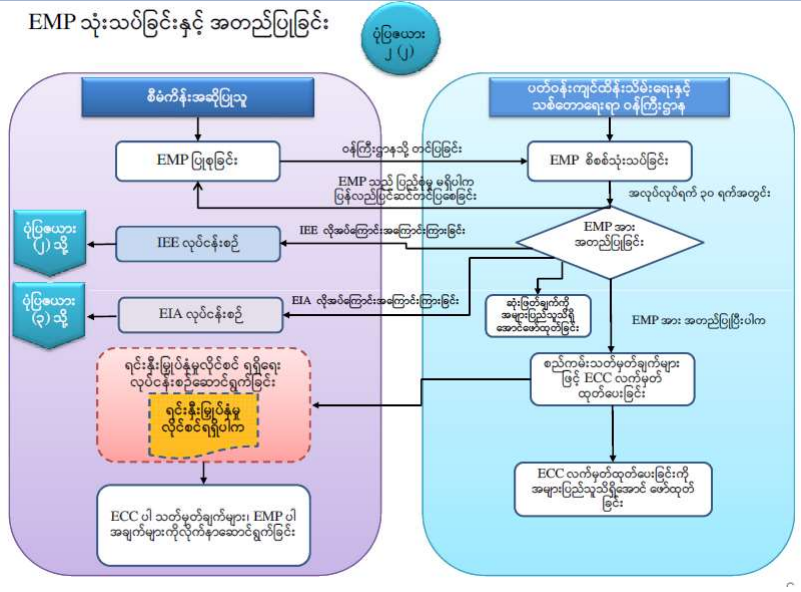 EMP သုံးသပ်ခြင်းနှင့် အတည်ပြုခြင်း
ပုံပြဇယား
၂ (၂)
စီမံကိန်းအဆိုပြုသူ
ပတ်ဝန်းကျင်ထိန်းသိမ်းရေးနှင့်
သစ်တောရေးရာ ဝန်ကြီးဌာန
EMP ပြုစုခြင်း
ဝန်ကြီးဌာနသို့ တင်ပြခြင်း
EMP စိစစ်သုံးသပ်ခြင်း
EMP သည် ပြည့်စုံမှု မရှိပါက
ပြန်လည်ပြင်ဆင်တင်ပြစေခြင်း
အလုပ်လုပ်ရက် ၃၀ ရက်အတွင်း
ပုံပြဇယား
(၂) သို့
IEE လုပ်ငန်းစဉ်
IEE လိုအပ်ကြောင်းအကြောင်းကြားခြင်း
EMP အား
အတည်ပြုခြင်း
ပုံပြဇယား
(၃) သို့
EIA လုပ်ငန်းစဉ်
EIA လိုအပ်ကြောင်းအကြောင်းကြားခြင်း
ဆုံးဖြတ်ချက်ကို
အများပြည်သူသိရှိ
အောင်ဖော်ထုတ်ခြင်း
EMP အား အတည်ပြုပြီးပါက
ရင်းနှီးမြှုပ်နှံမှုလိုင်စင် ရရှိရေး
လုပ်ငန်းစဉ်ဆောင်ရွက်ခြင်း
ရင်းနှီးမြှုပ်နှံမှု
လိုင်စင်ရရှိပါက
စည်ကမ်းသတ်မှတ်ချက်များ
ဖြင့် ECC လက်မှတ်
ထုတ်ပေးခြင်း
ECC လက်မှတ်ထုတ်ပေးခြင်းကို
အများပြည်သူသိရှိအောင် ဖော်ထုတ်
ခြင်း
ECC ပါ သတ်မှတ်ချက်များ၊ EMP ပါ
အချက်များကိုလိုက်နာဆောင်ရွက်ခြင်း